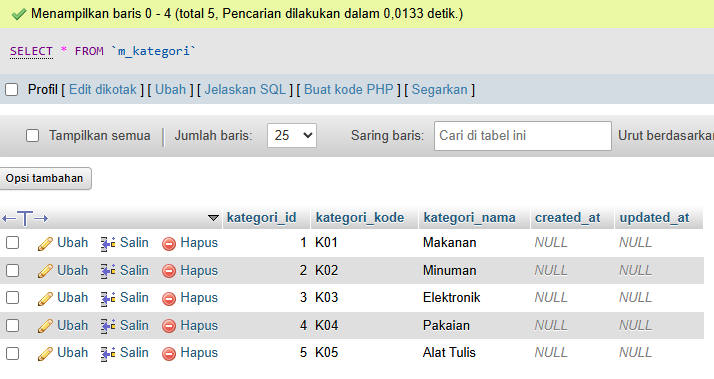 Menampilkan baris 0 - 4 (total 5, Pencarian dilakukan dalam 0,0133 detik.)
SELECT * FROM `m_kategori`
Profil [ Edit dikotak ] [ Ubah ] [ Jelaskan SQL ] [ Buat kode PHP ] [ Segarkan ]
Tampilkan semua | Jumlah baris: 25 Saring baris: Cari di tabel ini Urut berdasarkan
Opsi tambahan
←T→ kategori_id kategori_kode kategori_nama created_at updated_at
Ubah Salin Hapus 1 K01 Makanan NULL NULL
Ubah Salin Hapus 2 K02 Minuman NULL NULL
Ubah Salin Hapus 3 K03 Elektronik NULL NULL
Ubah Salin Hapus 4 K04 Pakaian NULL NULL
Ubah Salin Hapus 5 K05 Alat Tulis NULL NULL